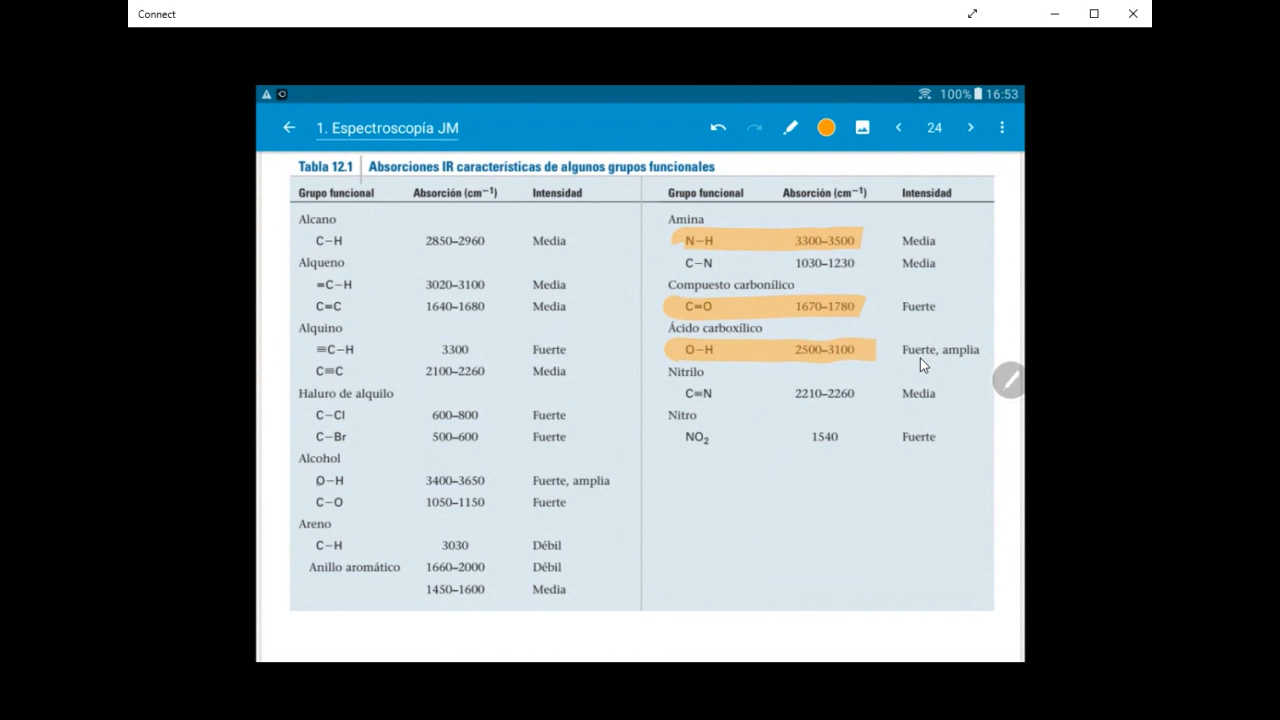 Connect
100% 16:53
1. Espectroscopía JM
24
Tabla 12.1 Absorciones IR características de algunos grupos funcionales
Grupo funcional Absorción (cm⁻¹) Intensidad
Alcano
C–H 2850–2960 Media
Alqueno
=C–H 3020–3100 Media
C=C 1640–1680 Media
Alquino
≡C–H 3300 Fuerte
C≡C 2100–2260 Media
Haluro de alquilo
C–Cl 600–800 Fuerte
C–Br 500–600 Fuerte
Alcohol
O–H 3400–3650 Fuerte, amplia
C–O 1050–1150 Fuerte
Areno
C–H 3030 Débil
Anillo aromático 1660–2000 Débil
1450–1600 Media
Grupo funcional Absorción (cm⁻¹) Intensidad
Amina
N–H 3300–3500 Media
C–N 1030–1230 Media
Compuesto carbonílico
C=O 1670–1780 Fuerte
Ácido carboxílico
O–H 2500–3100 Fuerte, amplia
Nitrilo
C≡N 2210–2260 Media
Nitro
NO₂ 1540 Fuerte